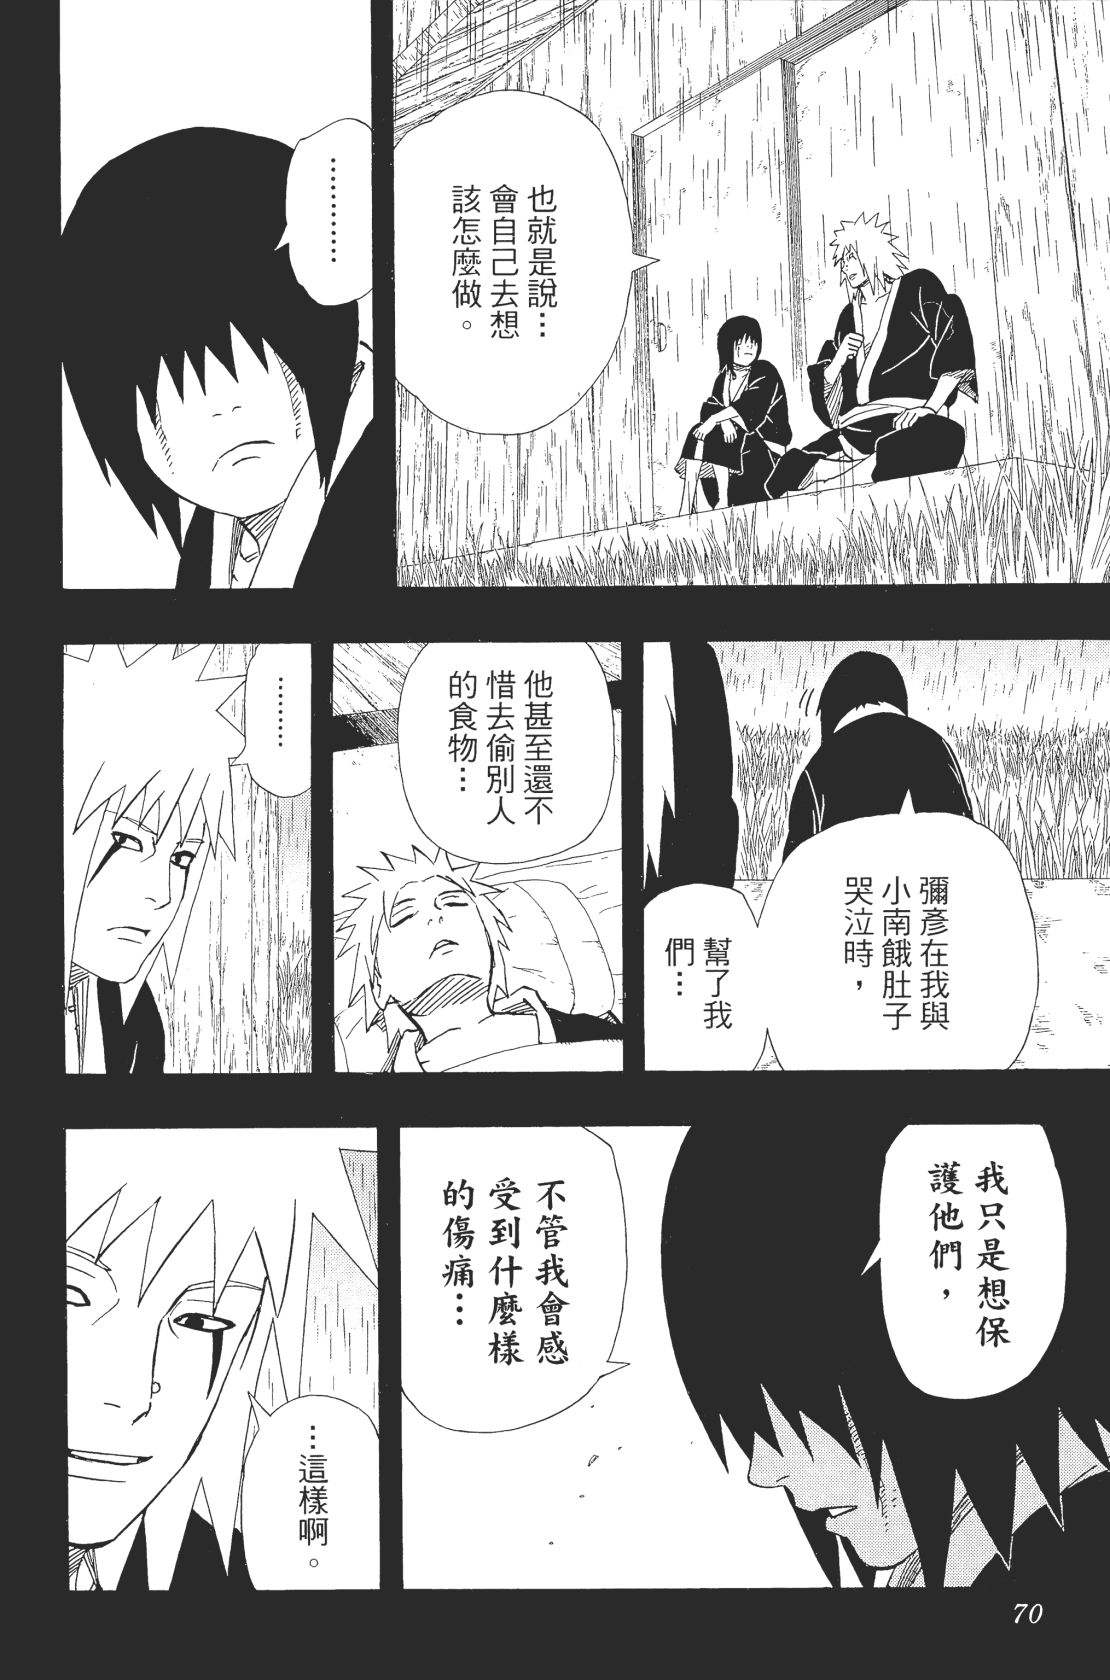 也就是說…
會自己去想
該怎麼做。
…………
彌彥在我與
小南餓肚子
哭泣時，
幫了我
們…
他甚至還不
惜去偷別人
的食物…
………
我只是想保
護他們，
不管我會感
受到什麼樣
的傷痛…
…這樣啊。
70